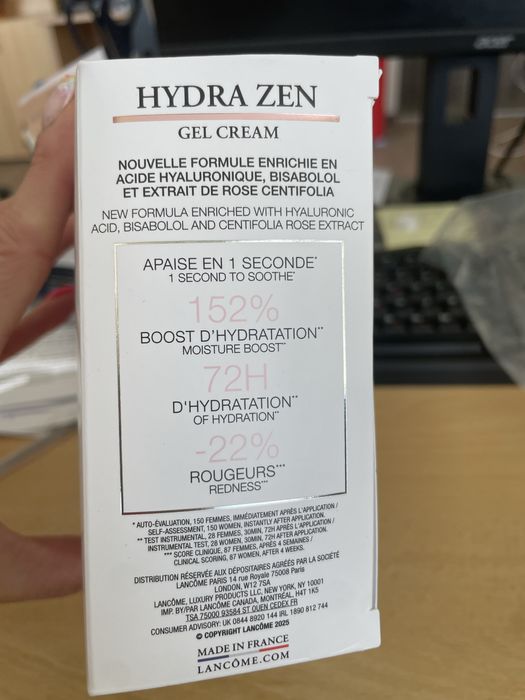 acer
HYDRA ZEN
GEL CREAM
NOUVELLE FORMULE ENRICHIE EN
ACIDE HYALURONIQUE, BISABOLOL
ET EXTRAIT DE ROSE CENTIFOLIA
NEW FORMULA ENRICHED WITH HYALURONIC
ACID, BISABOLOL AND CENTIFOLIA ROSE EXTRACT
APAISE EN 1 SECONDE*
1 SECOND TO SOOTHE*
152%
BOOST D'HYDRATATION**
MOISTURE BOOST**
72H
D'HYDRATATION**
OF HYDRATION**
-22%
ROUGEURS***
REDNESS***
* AUTO-ÉVALUATION, 150 FEMMES, IMMÉDIATEMENT APRÈS L'APPLICATION /
SELF-ASSESSMENT, 150 WOMEN, INSTANTLY AFTER APPLICATION.
** TEST INSTRUMENTAL, 28 FEMMES, 30MIN, 72H APRÈS L'APPLICATION /
INSTRUMENTAL TEST, 28 WOMEN, 30MIN, 72H AFTER APPLICATION.
*** SCORE CLINIQUE, 87 FEMMES, APRÈS 4 SEMAINES /
CLINICAL SCORING, 87 WOMEN, AFTER 4 WEEKS.
DISTRIBUTION RÉSERVÉE AUX DÉPOSITAIRES AGRÉÉS PAR LA SOCIÉTÉ
LANCÔME PARIS 14 rue Royale 75008 Paris
LONDON, W12 7SA
LANCÔME, LUXURY PRODUCTS LLC, NEW YORK, NY 10001
IMP. BY/PAR LANCÔME CANADA, MONTRÉAL, H4T 1K5
TSA 75000 93584 ST OUEN CEDEX FR
CONSUMER ADVISORY: UK 0844 8920 144 IRL 1890 812 744
© COPYRIGHT LANCÔME 2025
MADE IN FRANCE
LANCÔME.COM